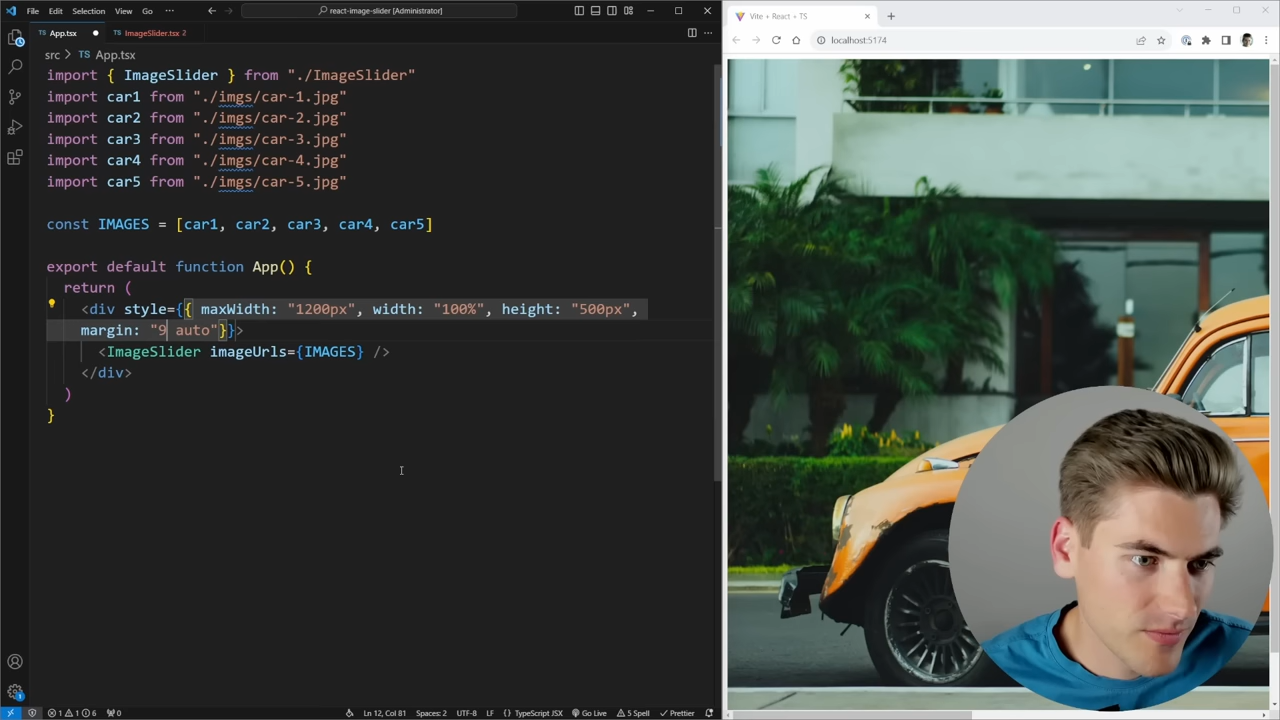 File Edit Selection View Go ··· react-image-slider [Administrator]
App.tsx ImageSlider.tsx 2
src > App.tsx
import { ImageSlider } from "./ImageSlider"
import car1 from "./imgs/car-1.jpg"
import car2 from "./imgs/car-2.jpg"
import car3 from "./imgs/car-3.jpg"
import car4 from "./imgs/car-4.jpg"
import car5 from "./imgs/car-5.jpg"
const IMAGES = [car1, car2, car3, car4, car5]
export default function App() {
return (
<div style={{ maxWidth: "1200px", width: "100%", height: "500px",
margin: "9 auto"}}>
<ImageSlider imageUrls={IMAGES} />
</div>
)
}
1 1 6 0 Ln 12, Col 81 Spaces: 2 UTF-8 LF {} TypeScript JSX Go Live 5 Spell Prettier
Vite + React + TS
localhost:5174